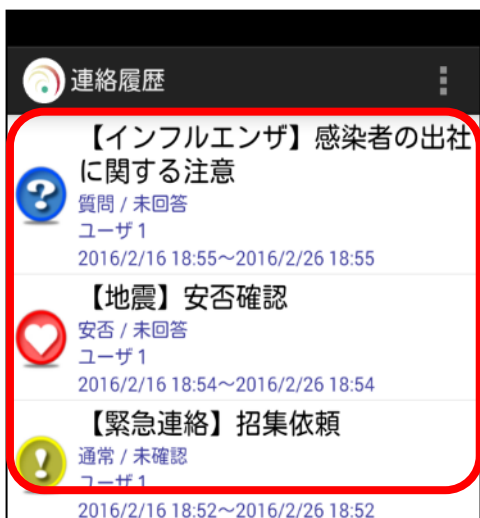 連絡履歴
【インフルエンザ】感染者の出社
に関する注意
質問 / 未回答
ユーザ1
2016/2/16 18:55～2016/2/26 18:55
【地震】安否確認
安否 / 未回答
ユーザ1
2016/2/16 18:54～2016/2/26 18:54
【緊急連絡】招集依頼
通常 / 未確認
ユーザ1
2016/2/16 18:52～2016/2/26 18:52